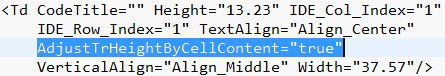 <Td CodeTitle="" Height="13.23" IDE_Col_Index="1"
IDE_Row_Index="1" TextAlign="Align_Center"
AdjustTrHeightByCellContent="true"
VerticalAlign="Align_Middle" Width="37.57"/>